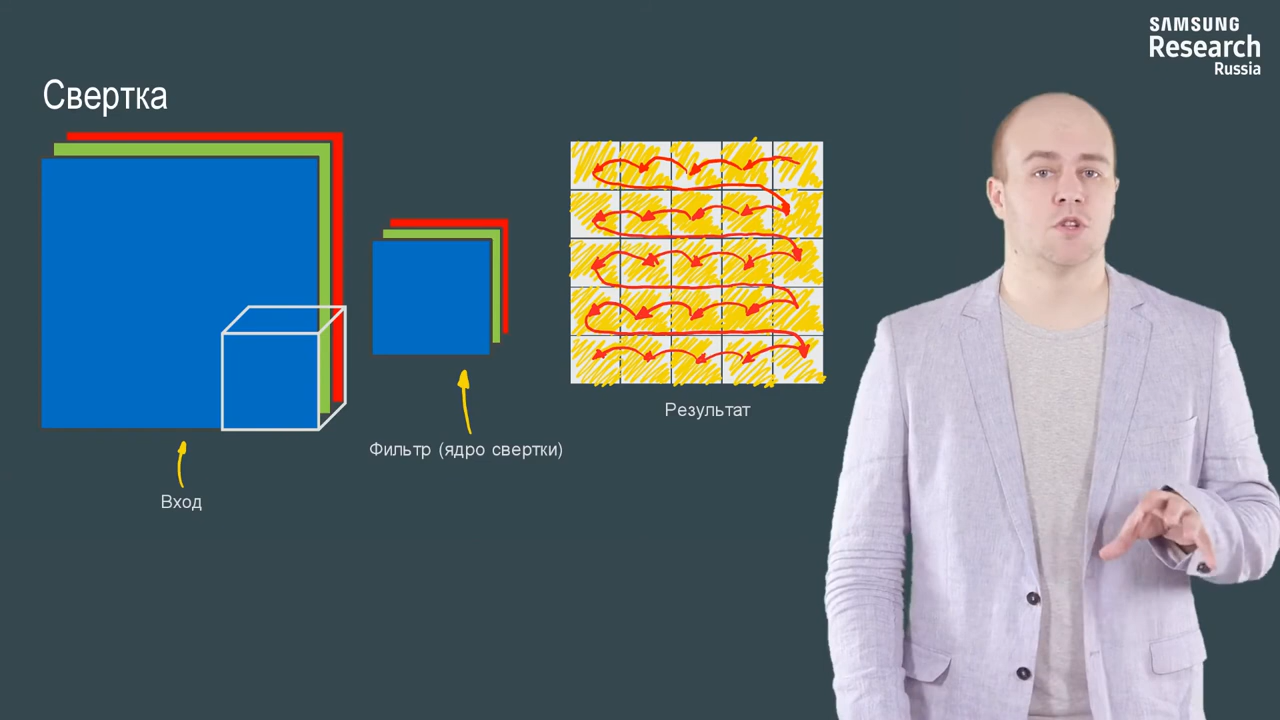 SAMSUNG
Research
Russia
Свертка
Результат
Фильтр (ядро свертки)
Вход